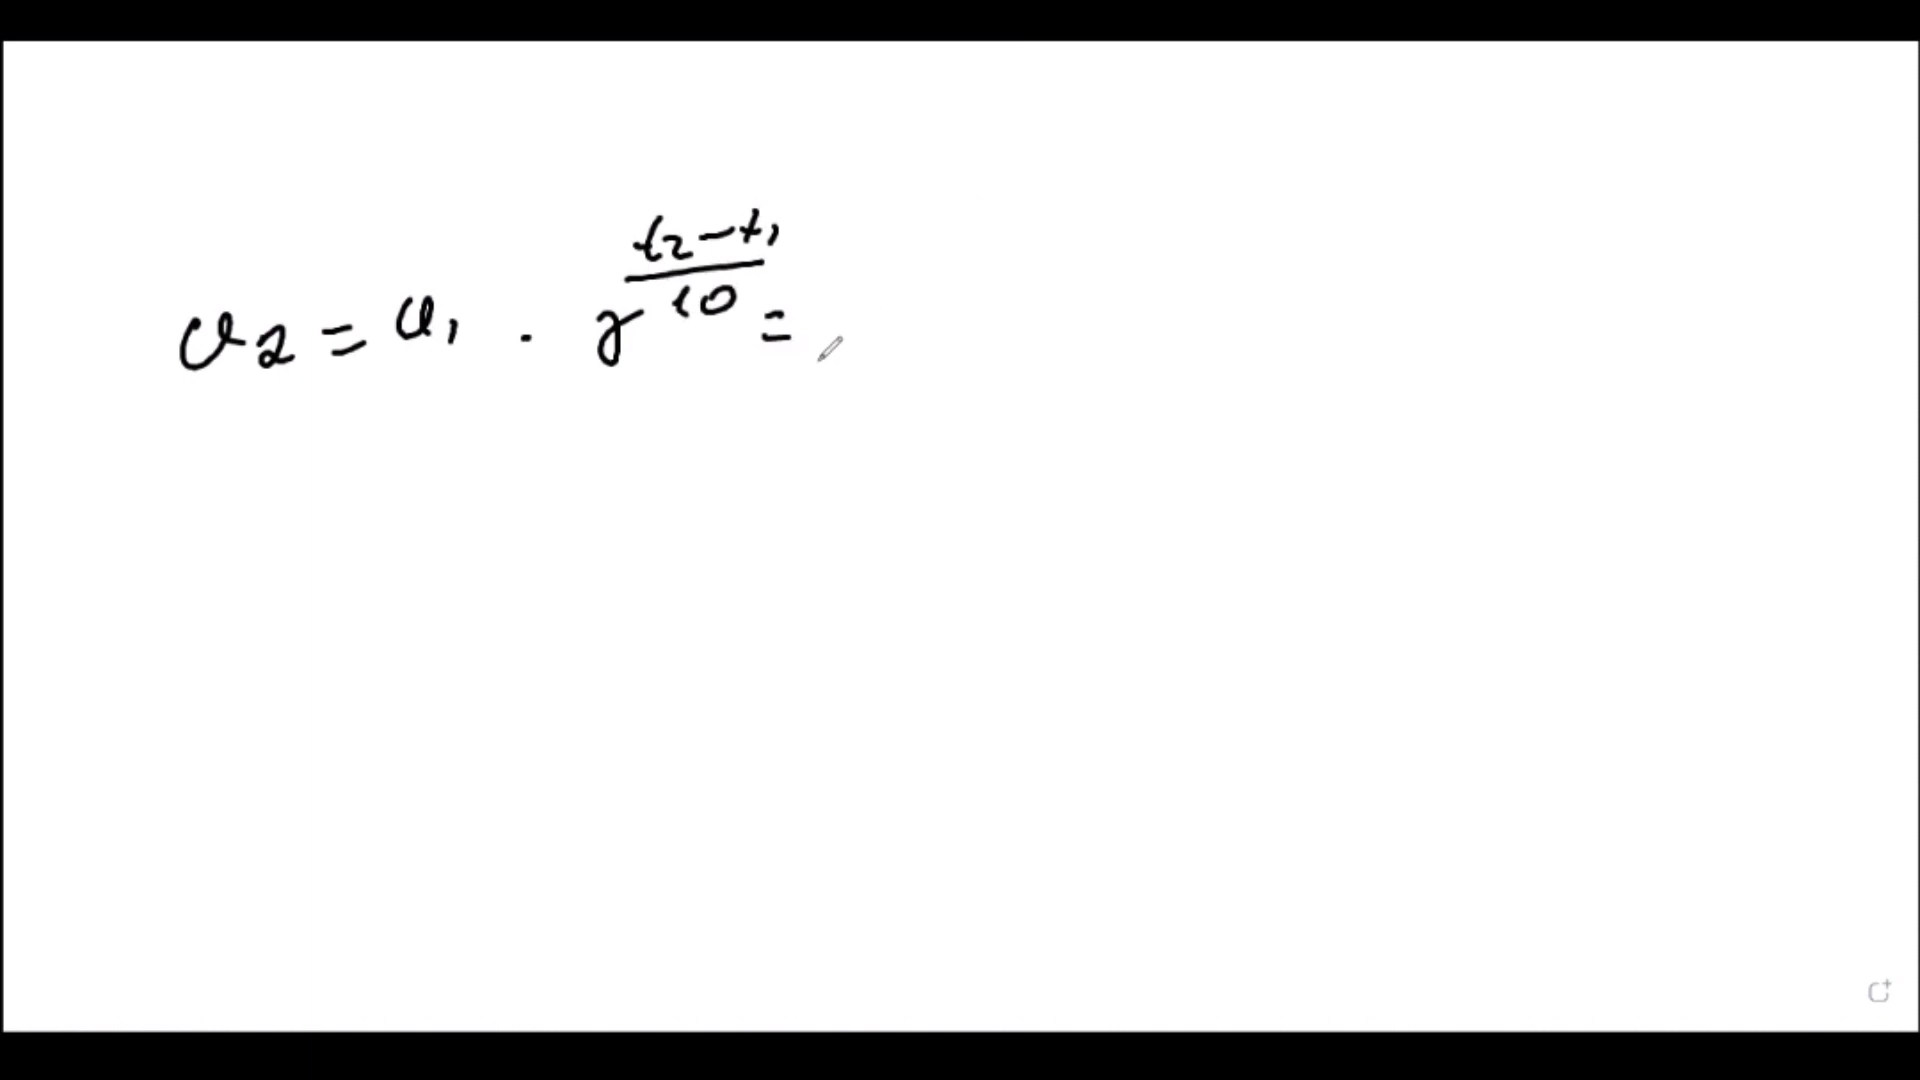 υ₂ = υ₁ · γ^((t₂ - t₁)/10) =